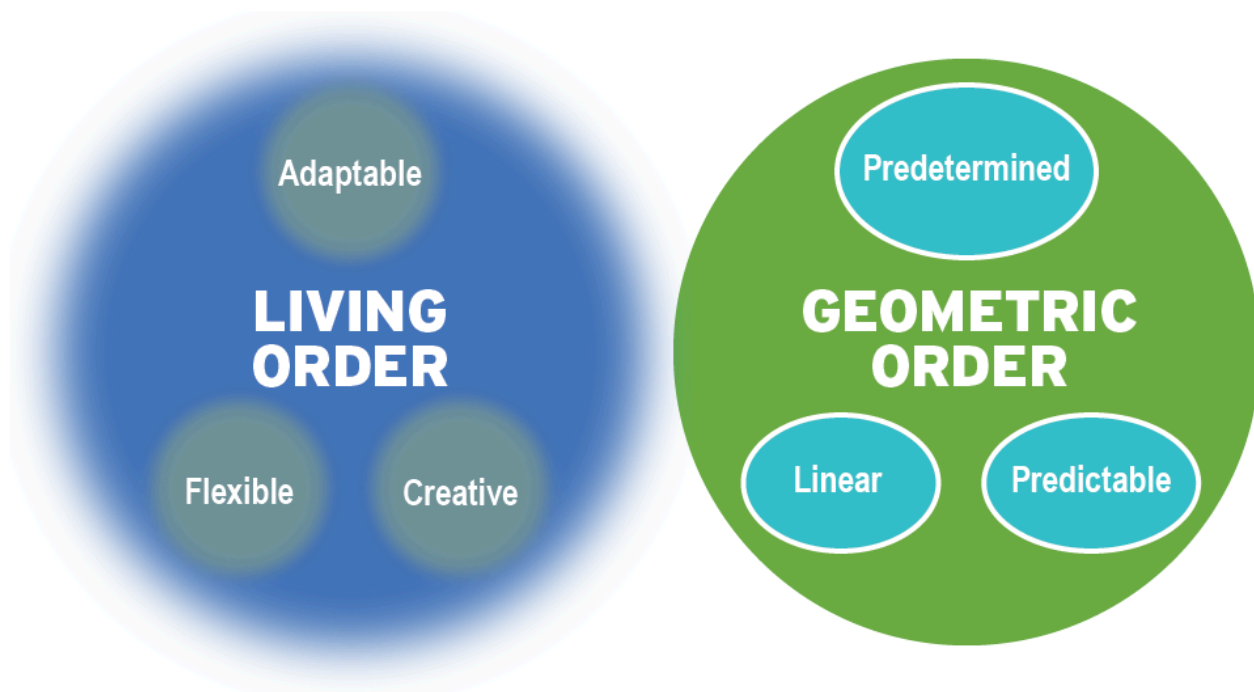 Adaptable
LIVING
ORDER
Flexible
Creative
Predetermined
GEOMETRIC
ORDER
Linear
Predictable